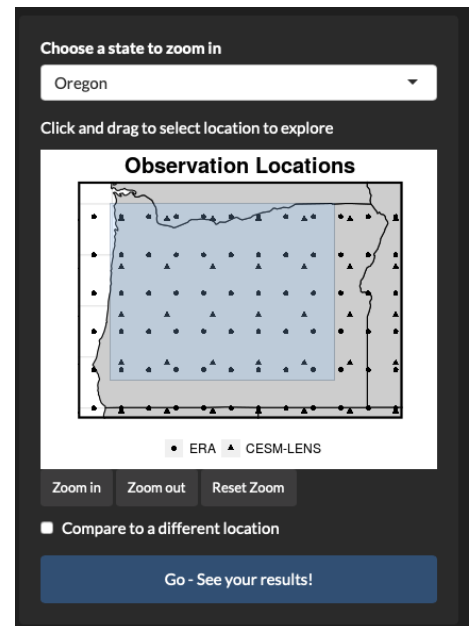 Choose a state to zoom in
Oregon
Click and drag to select location to explore
Observation Locations
ERA CESM-LENS
Zoom in Zoom out Reset Zoom
Compare to a different location
Go - See your results!